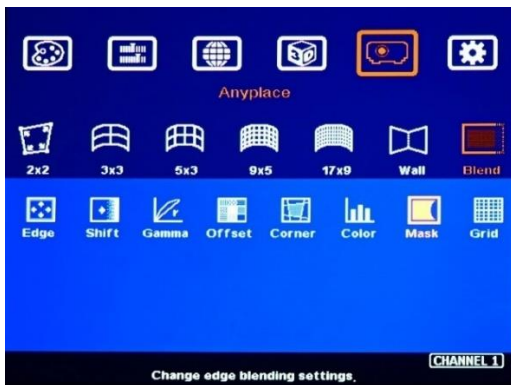 Anyplace
2x2 3x3 5x3 9x5 17x9 Wall Blend
Edge Shift Gamma Offset Corner Color Mask Grid
CHANNEL 1
Change edge blending settings.